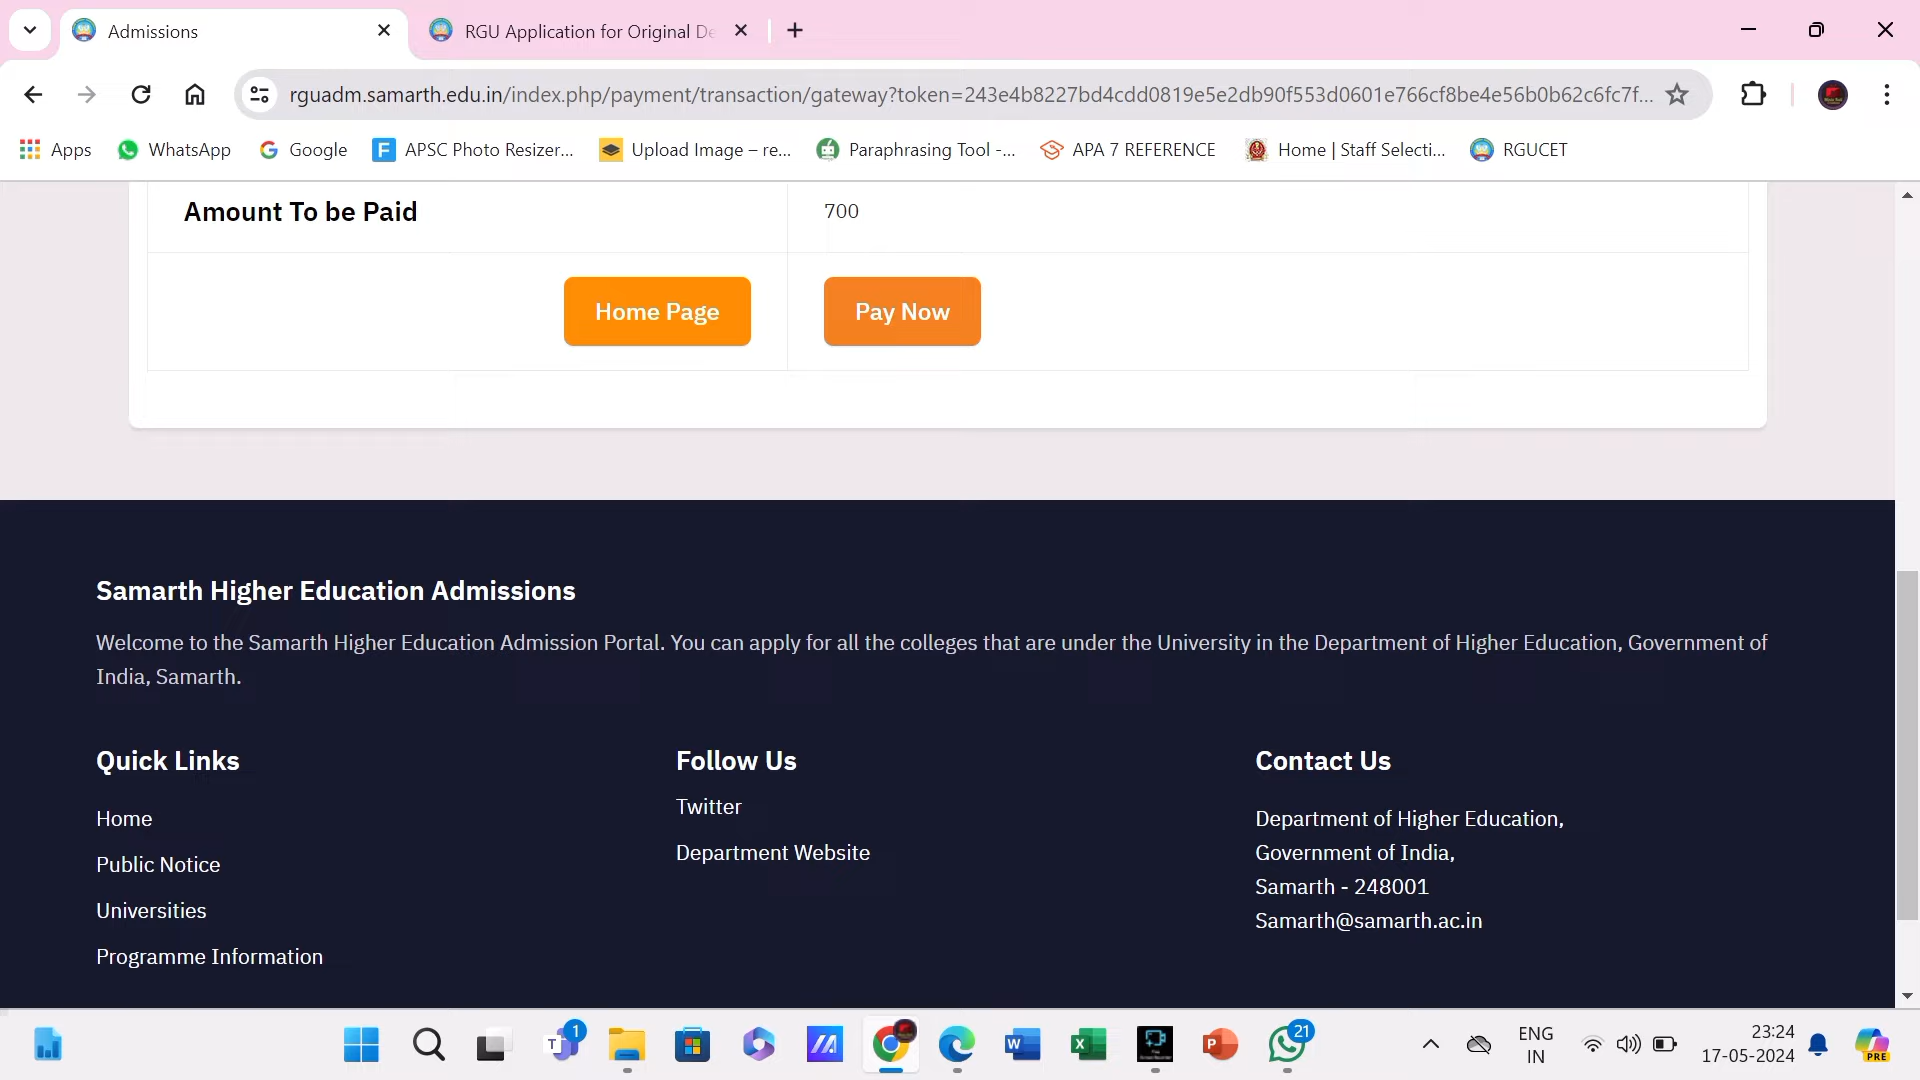 Admissions
RGU Application for Original De
rguadm.samarth.edu.in/index.php/payment/transaction/gateway?token=243e4b8227bd4cdd0819e5e2db90f553d0601e766cf8be4e56b0b62c6fc7f...
Apps WhatsApp Google APSC Photo Resizer... Upload Image – re... Paraphrasing Tool -... APA 7 REFERENCE Home | Staff Selecti... RGUCET
Amount To be Paid 700
Home Page Pay Now
Samarth Higher Education Admissions
Welcome to the Samarth Higher Education Admission Portal. You can apply for all the colleges that are under the University in the Department of Higher Education, Government of
India, Samarth.
Quick Links
Home
Public Notice
Universities
Programme Information
Follow Us
Twitter
Department Website
Contact Us
Department of Higher Education,
Government of India,
Samarth - 248001
Samarth@samarth.ac.in
1
21
ENG
IN
23:24
17-05-2024
PRE